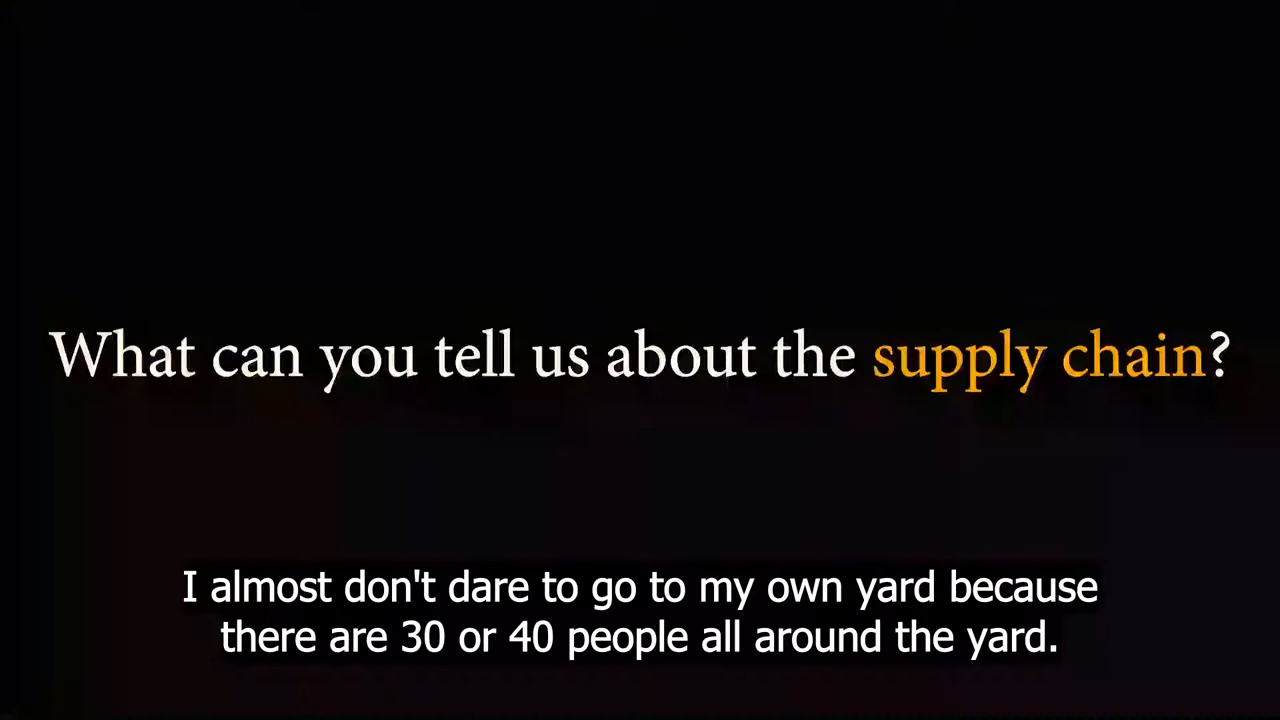 What can you tell us about the supply chain?
I almost don't dare to go to my own yard because
there are 30 or 40 people all around the yard.